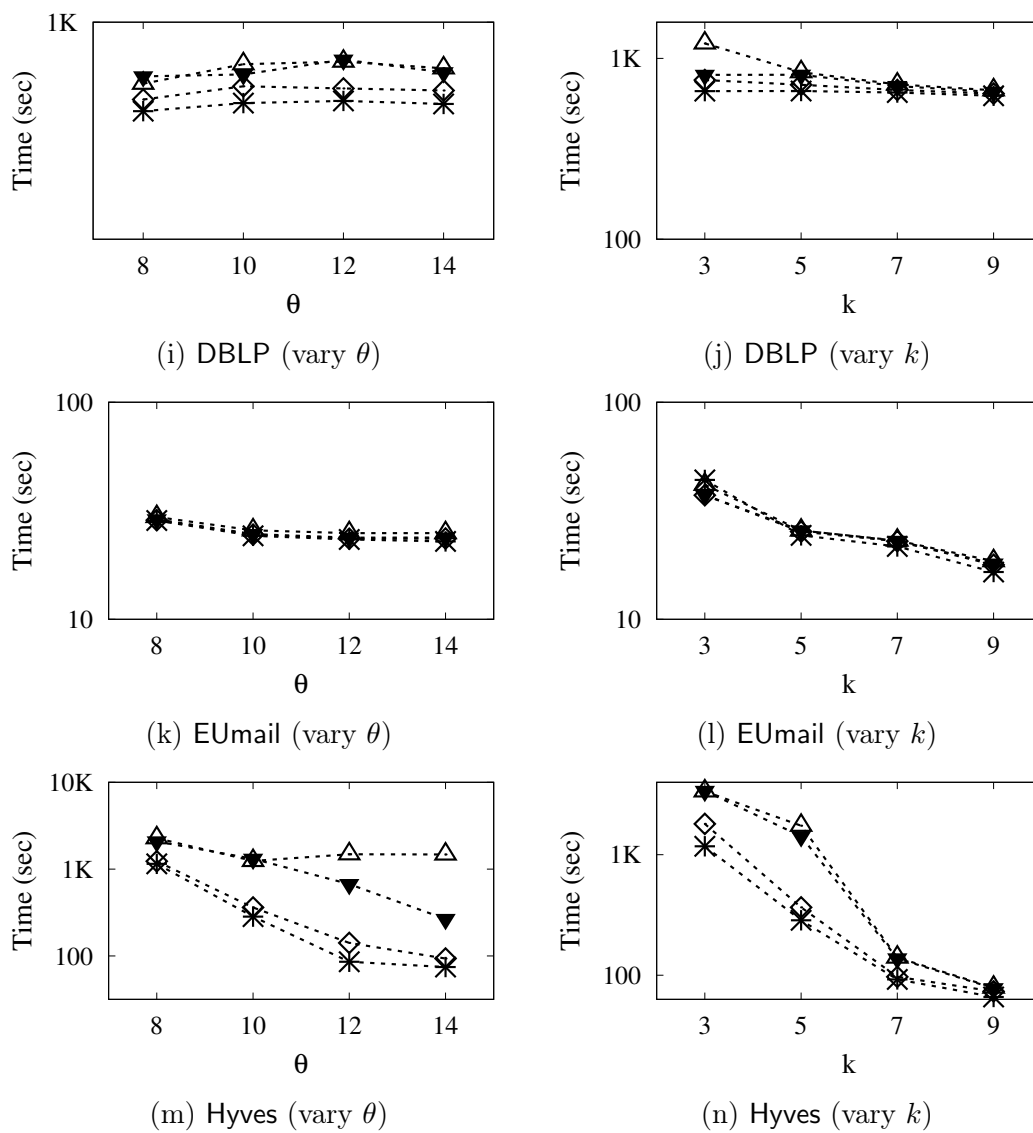 1K
Time (sec)
8 10 12 14
θ
(i) DBLP (vary θ)
1K
100
Time (sec)
3 5 7 9
k
(j) DBLP (vary k)
100
10
Time (sec)
8 10 12 14
θ
(k) EUmail (vary θ)
100
10
Time (sec)
3 5 7 9
k
(l) EUmail (vary k)
10K
1K
100
Time (sec)
8 10 12 14
θ
(m) Hyves (vary θ)
1K
100
Time (sec)
3 5 7 9
k
(n) Hyves (vary k)